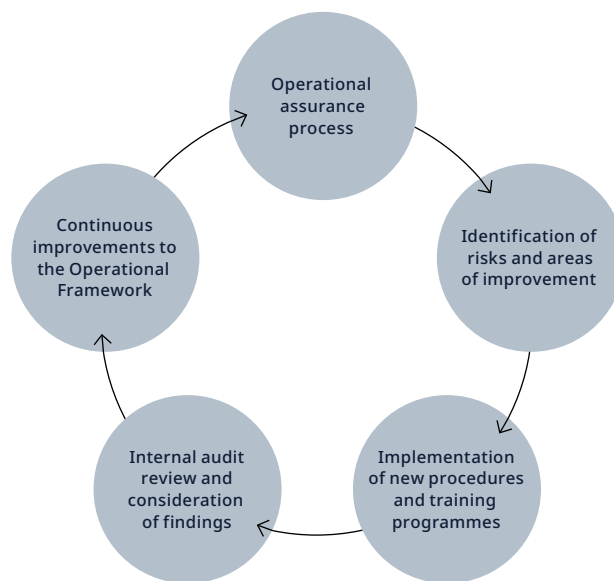 Operational
assurance
process
Identification of
risks and areas
of improvement
Implementation
of new procedures
and training
programmes
Internal audit
review and
consideration
of findings
Continuous
improvements to
the Operational
Framework